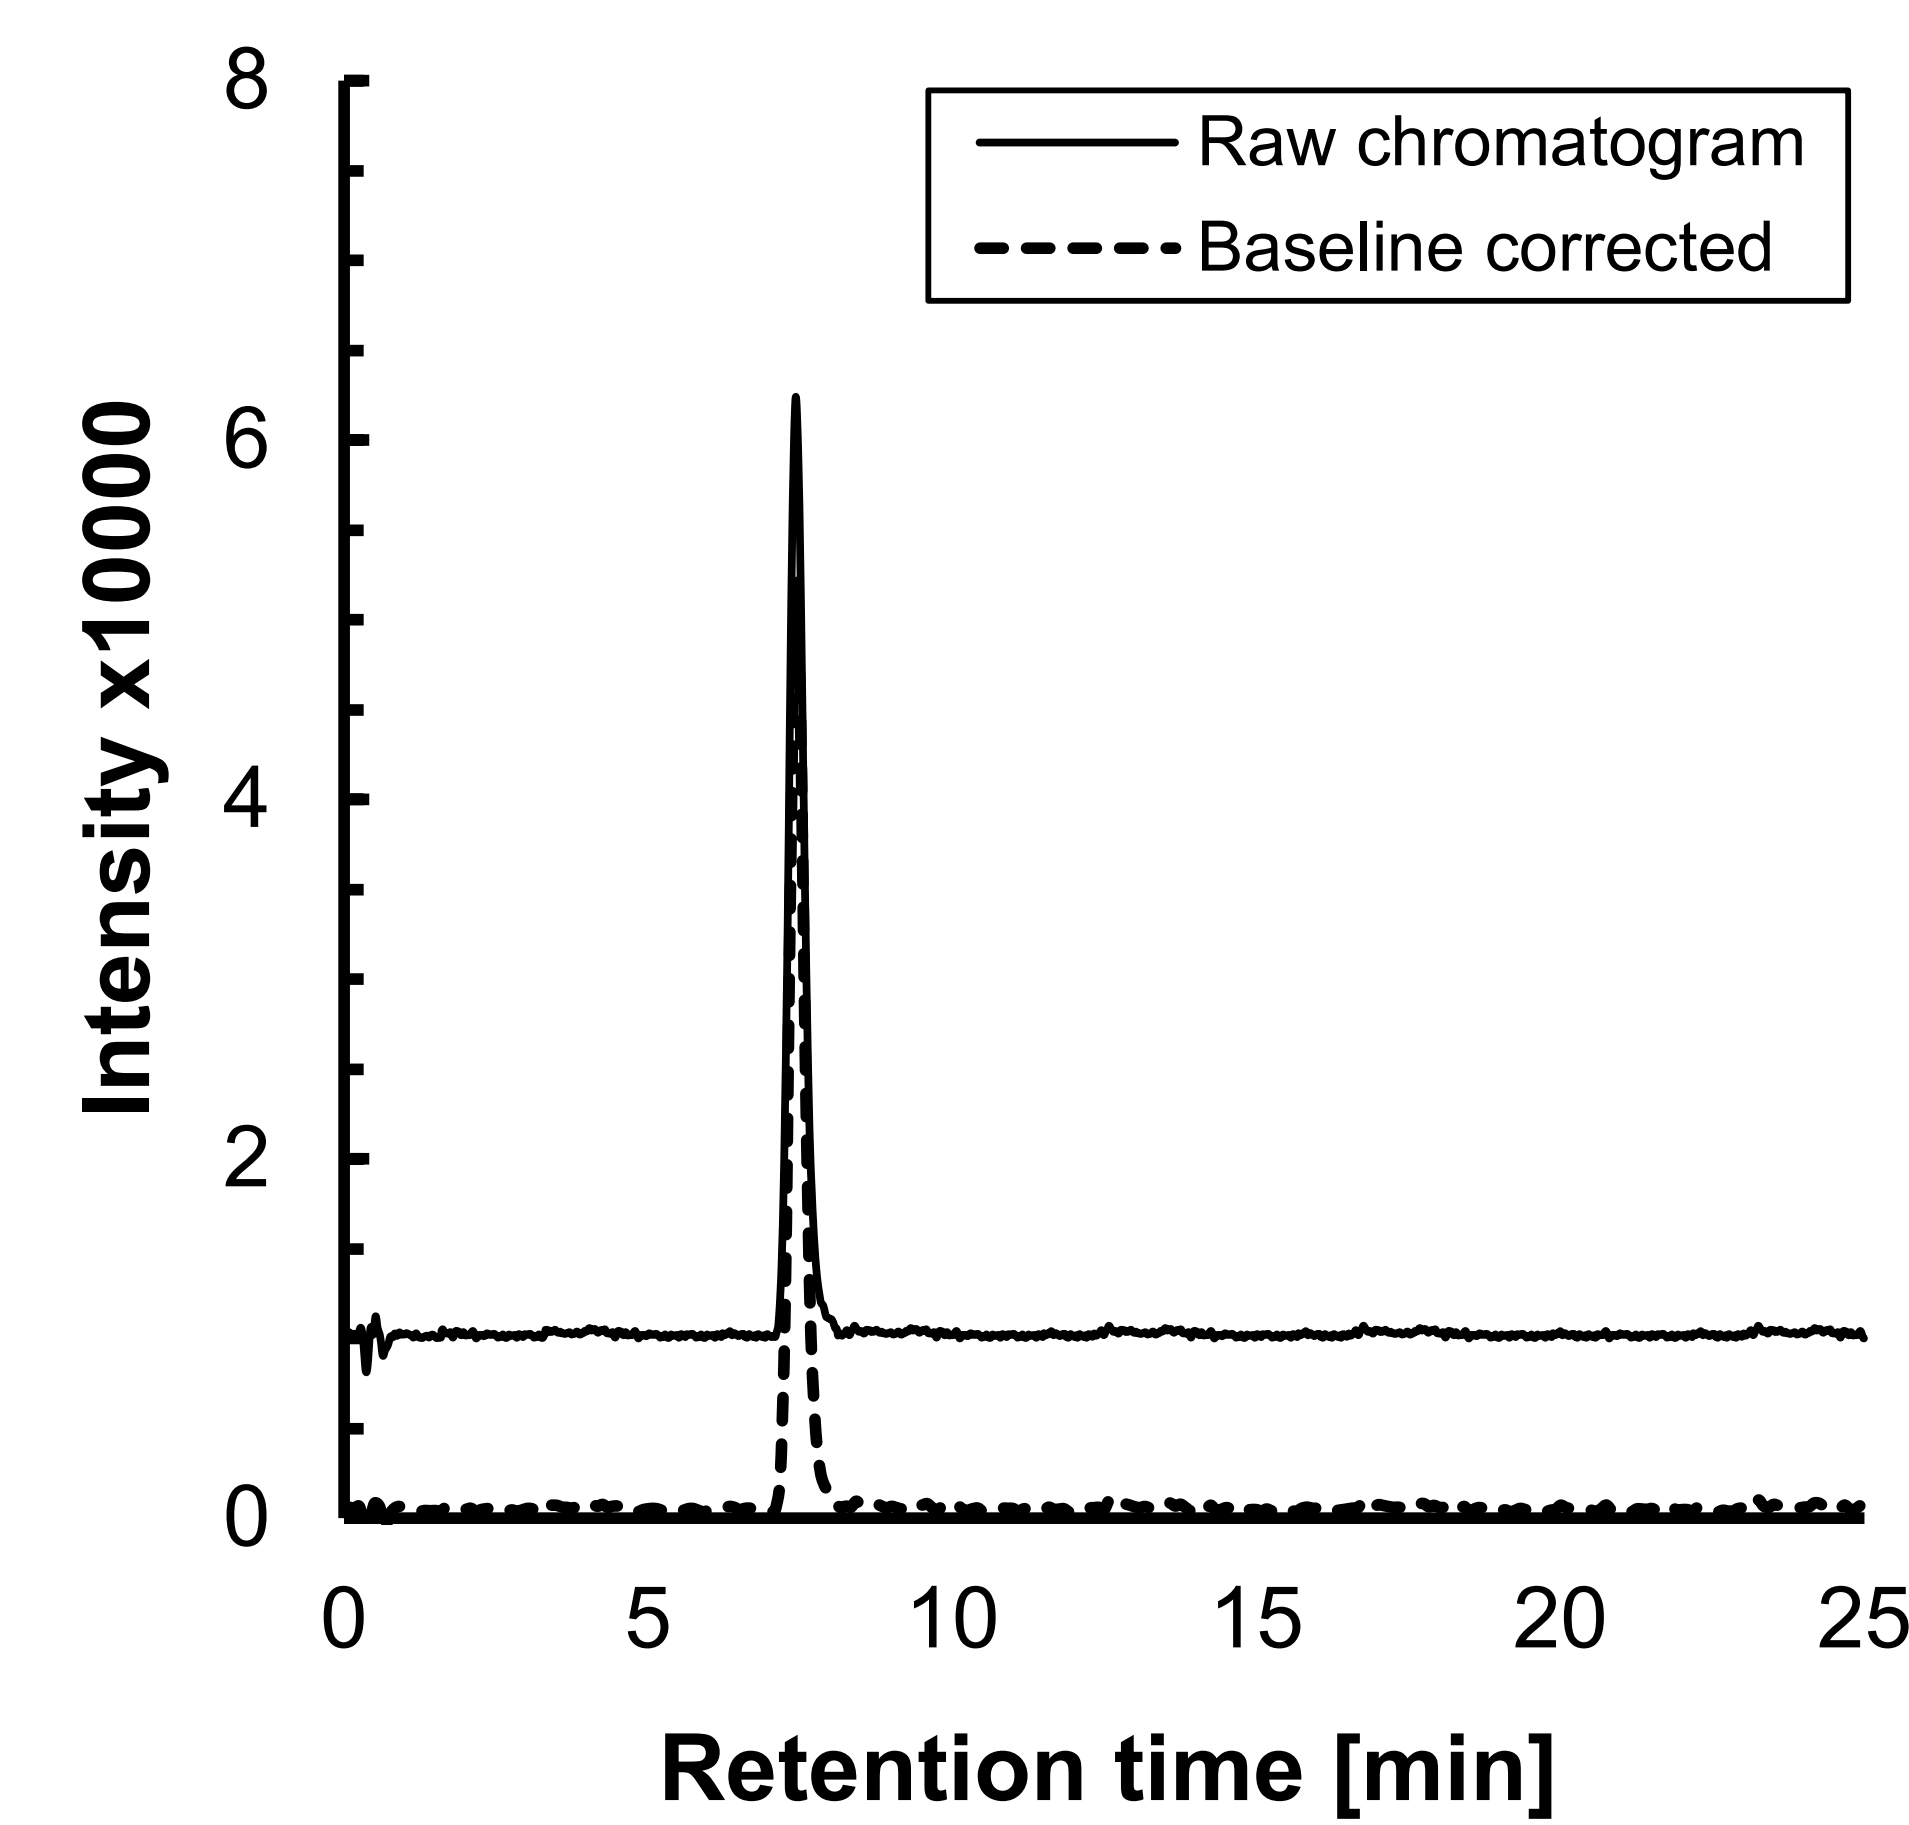 8
Raw chromatogram
Baseline corrected
6
4
2
0
Intensity x10000
0 5 10 15 20 25
Retention time [min]